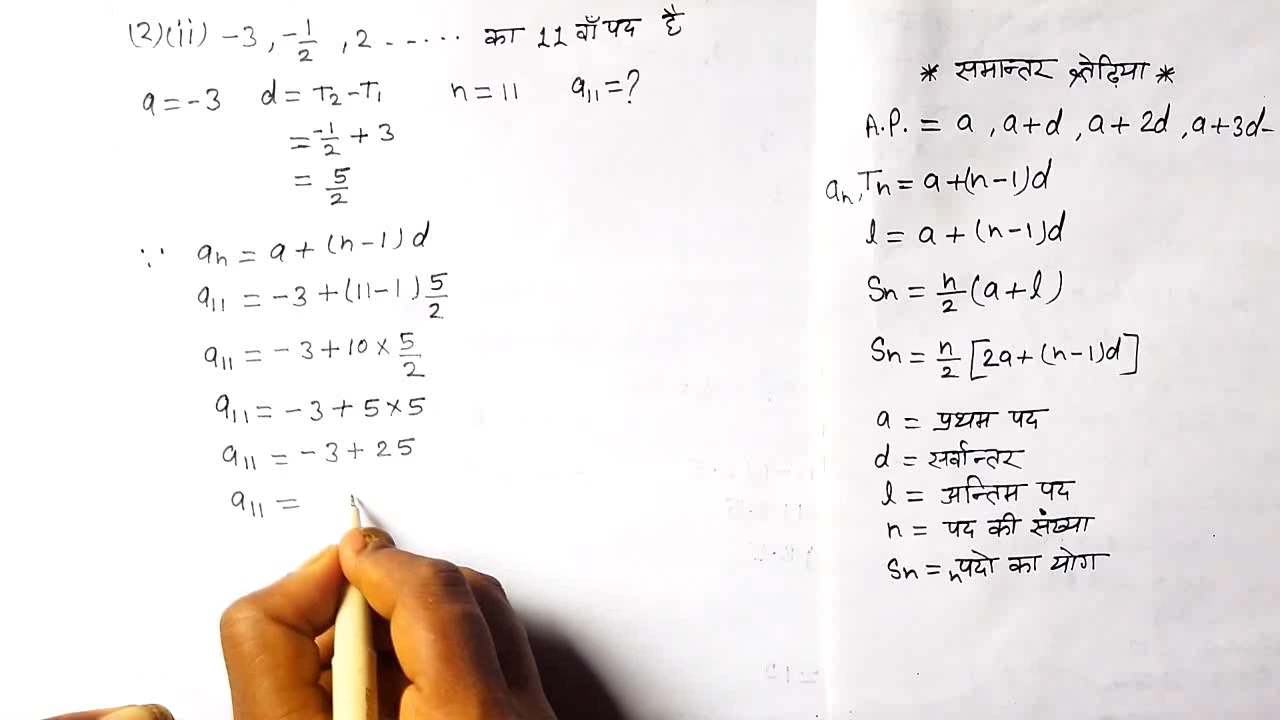 (2)(ii) -3, -1/2, 2 ------ का 11 वाँ पद है
a = -3 d = T₂-T₁ n = 11 a₁₁ = ?
= -1/2 + 3
= 5/2
∵ aₙ = a + (n-1)d
a₁₁ = -3 + (11-1) 5/2
a₁₁ = -3 + 10 × 5/2
a₁₁ = -3 + 5×5
a₁₁ = -3 + 25
a₁₁ =
* समान्तर श्रेढ़िया *
A.P. = a, a+d, a+2d, a+3d-
aₙ, Tₙ = a+(n-1)d
l = a + (n-1)d
Sₙ = n/2 (a+l)
Sₙ = n/2 [2a+(n-1)d]
a = प्रथम पद
d = सर्वान्तर
l = अन्तिम पद
n = पद की संख्या
Sₙ = ₙपदो का योग